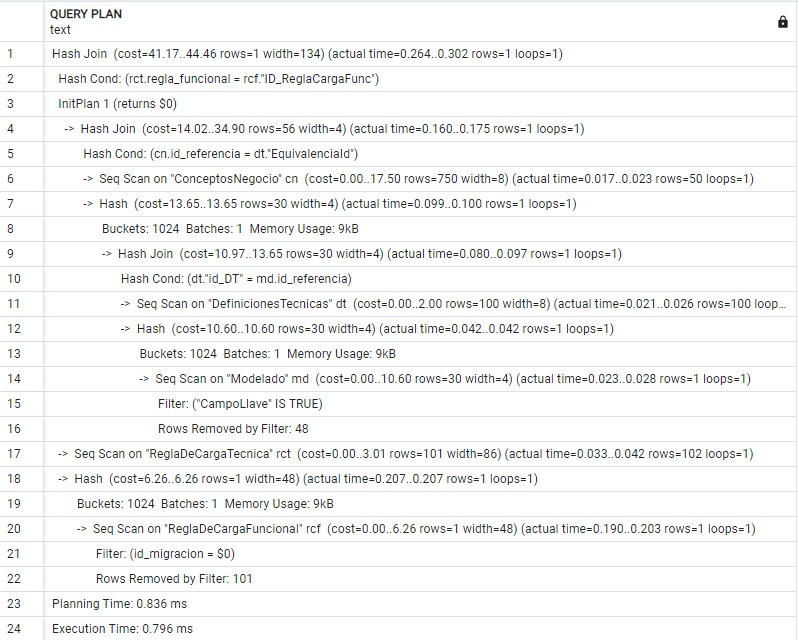 QUERY PLAN
text
1 Hash Join (cost=41.17..44.46 rows=1 width=134) (actual time=0.264..0.302 rows=1 loops=1)
2 Hash Cond: (rct.regla_funcional = rcf."ID_ReglaCargaFunc")
3 InitPlan 1 (returns $0)
4 -> Hash Join (cost=14.02..34.90 rows=56 width=4) (actual time=0.160..0.175 rows=1 loops=1)
5 Hash Cond: (cn.id_referencia = dt."EquivalenciaId")
6 -> Seq Scan on "ConceptosNegocio" cn (cost=0.00..17.50 rows=750 width=8) (actual time=0.017..0.023 rows=50 loops=1)
7 -> Hash (cost=13.65..13.65 rows=30 width=4) (actual time=0.099..0.100 rows=1 loops=1)
8 Buckets: 1024 Batches: 1 Memory Usage: 9kB
9 -> Hash Join (cost=10.97..13.65 rows=30 width=4) (actual time=0.080..0.097 rows=1 loops=1)
10 Hash Cond: (dt."id_DT" = md.id_referencia)
11 -> Seq Scan on "DefinicionesTecnicas" dt (cost=0.00..2.00 rows=100 width=8) (actual time=0.021..0.026 rows=100 loop...
12 -> Hash (cost=10.60..10.60 rows=30 width=4) (actual time=0.042..0.042 rows=1 loops=1)
13 Buckets: 1024 Batches: 1 Memory Usage: 9kB
14 -> Seq Scan on "Modelado" md (cost=0.00..10.60 rows=30 width=4) (actual time=0.023..0.028 rows=1 loops=1)
15 Filter: ("CampoLlave" IS TRUE)
16 Rows Removed by Filter: 48
17 -> Seq Scan on "ReglaDeCargaTecnica" rct (cost=0.00..3.01 rows=101 width=86) (actual time=0.033..0.042 rows=102 loops=1)
18 -> Hash (cost=6.26..6.26 rows=1 width=48) (actual time=0.207..0.207 rows=1 loops=1)
19 Buckets: 1024 Batches: 1 Memory Usage: 9kB
20 -> Seq Scan on "ReglaDeCargaFuncional" rcf (cost=0.00..6.26 rows=1 width=48) (actual time=0.190..0.203 rows=1 loops=1)
21 Filter: (id_migracion = $0)
22 Rows Removed by Filter: 101
23 Planning Time: 0.836 ms
24 Execution Time: 0.796 ms